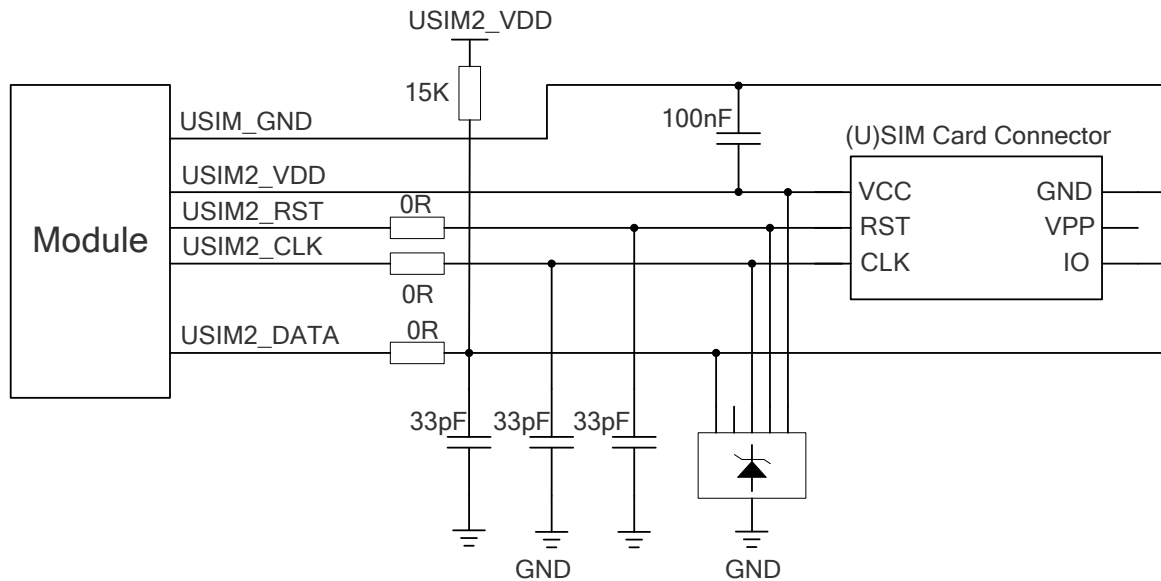 USIM2_VDD
15K
USIM_GND
100nF
(U)SIM Card Connector
USIM2_VDD
VCC
GND
USIM2_RST
0R
RST
VPP
Module
USIM2_CLK
CLK
IO
0R
USIM2_DATA
0R
33pF
33pF
33pF
GND
GND